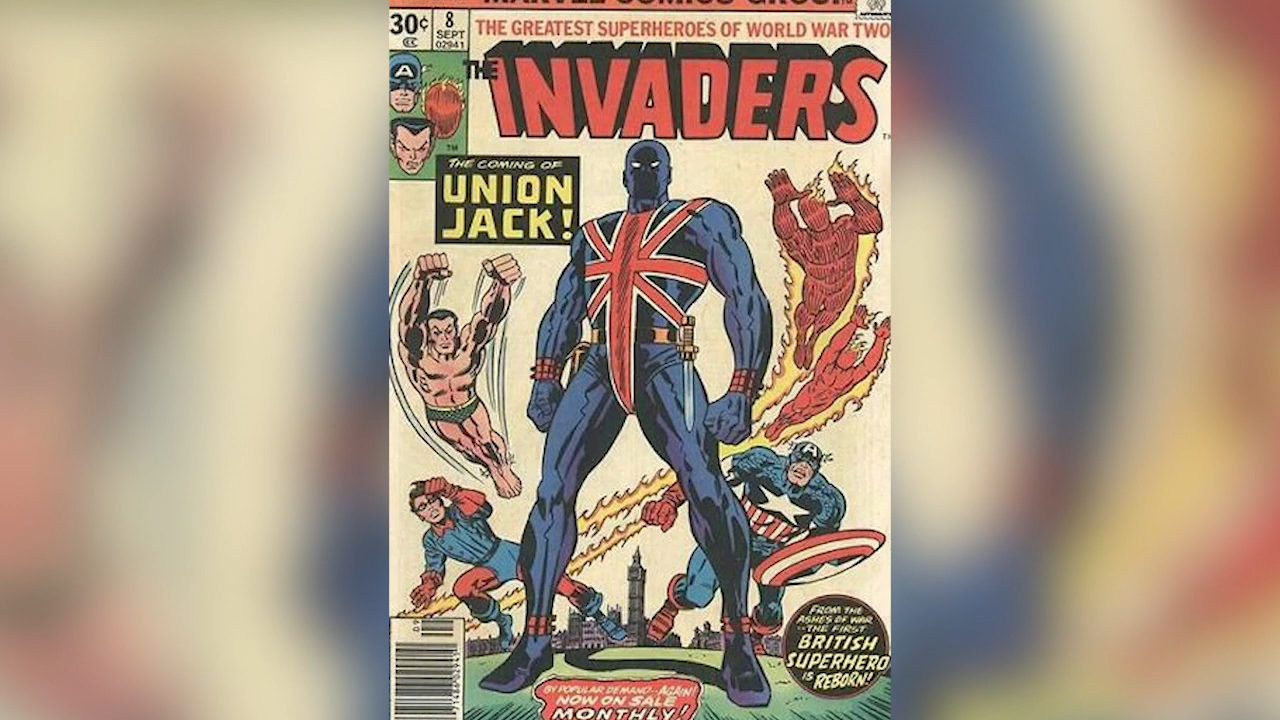 MARVEL COMICS GROUP
30¢
CC
8
SEPT
02941
THE GREATEST SUPERHEROES OF WORLD WAR TWO
THE INVADERS
A
TM
THE COMING OF
UNION
JACK!
FROM THE
ASHES OF WAR
--THE FIRST
BRITISH
SUPERHERO
IS REBORN!
09
BY POPULAR DEMAND--AGAIN!
NOW ON SALE
MONTHLY!